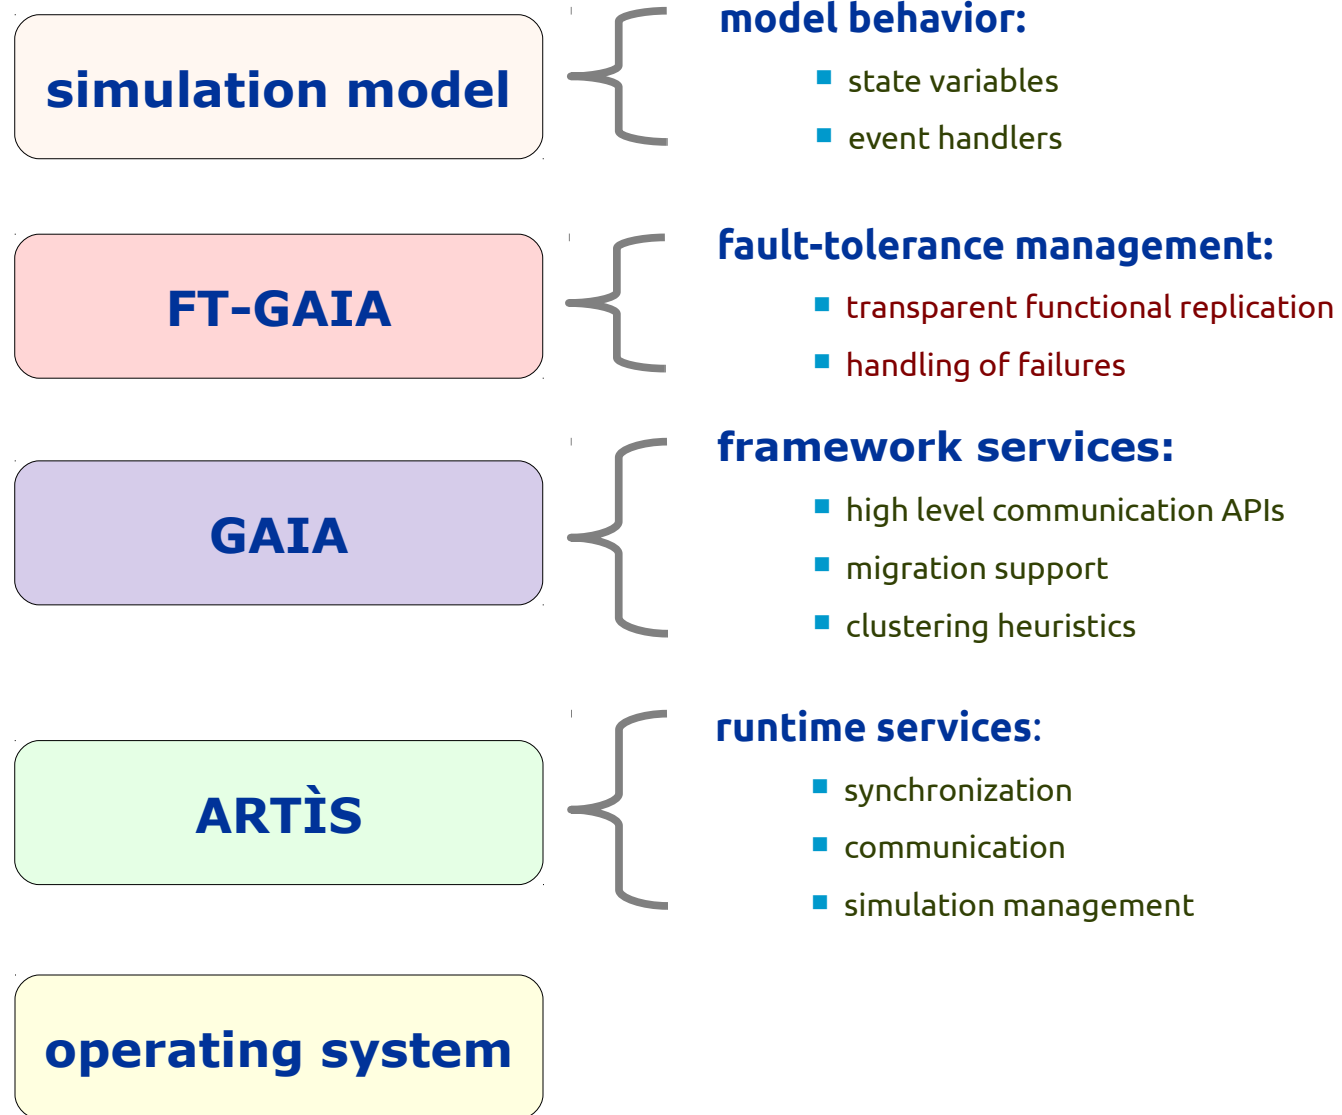 simulation model
model behavior:
state variables
event handlers
FT-GAIA
fault-tolerance management:
transparent functional replication
handling of failures
GAIA
framework services:
high level communication APIs
migration support
clustering heuristics
ARTÌS
runtime services:
synchronization
communication
simulation management
operating system